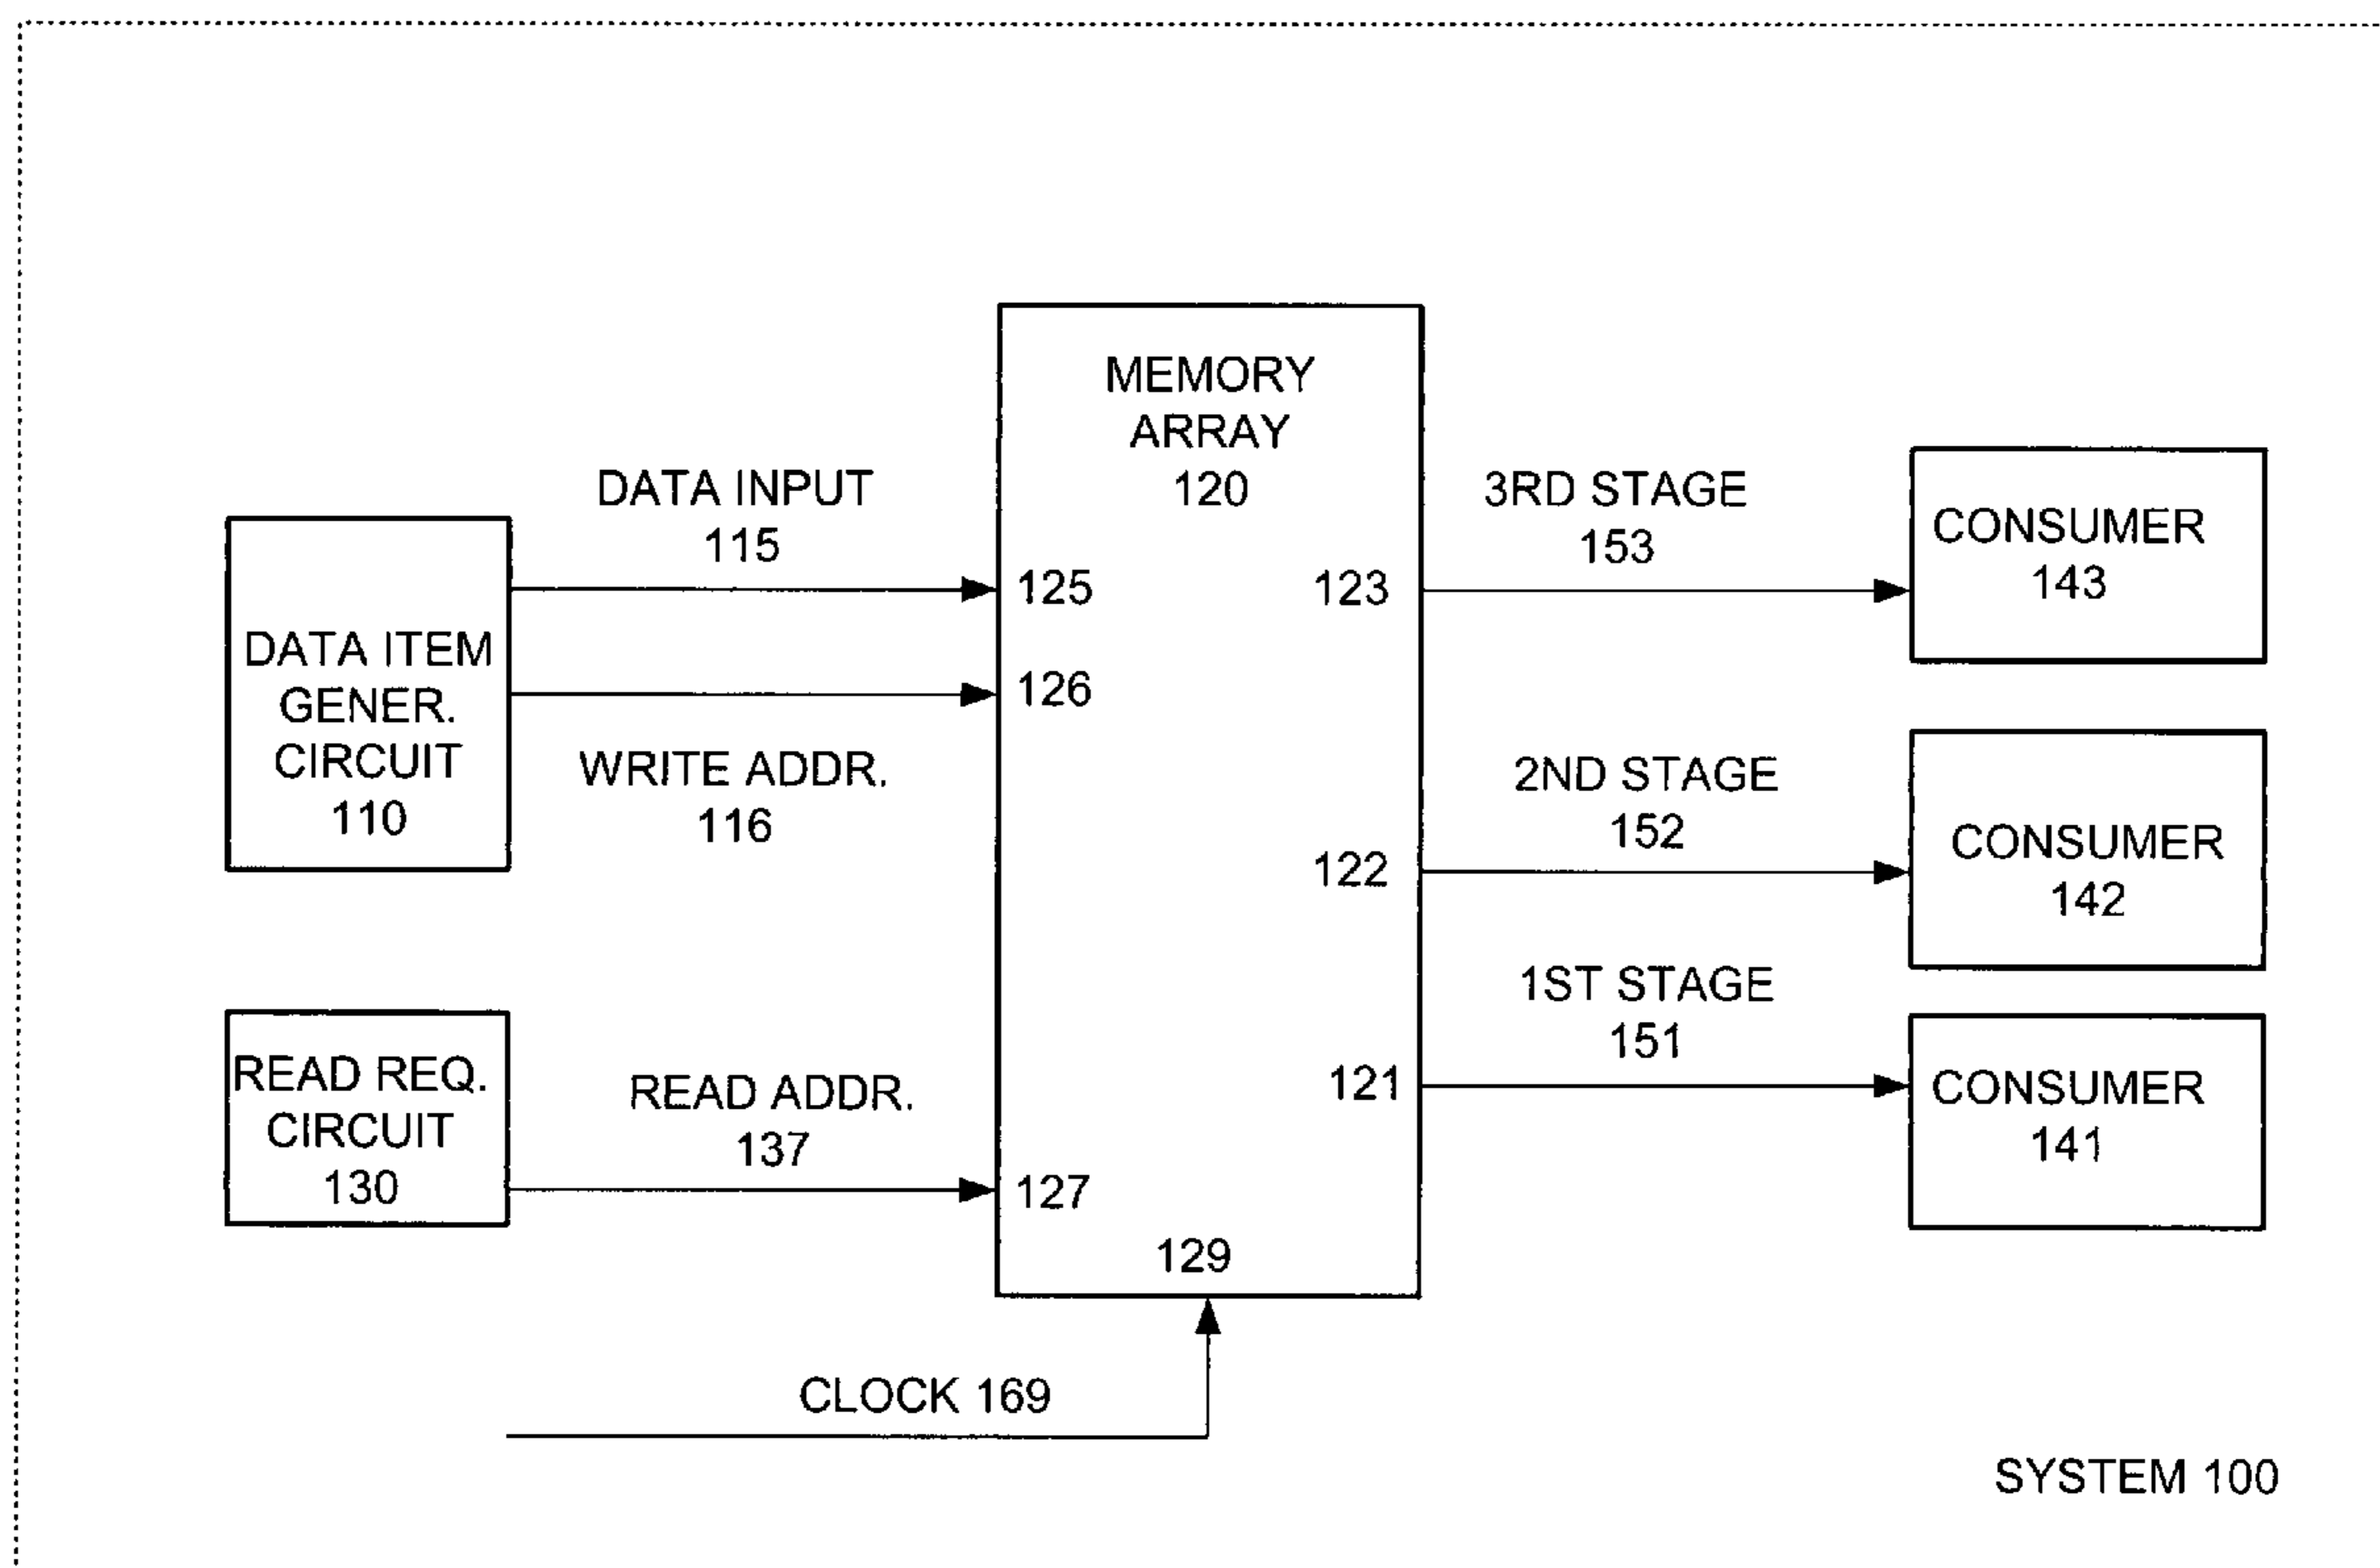 MEMORY
ARRAY
120
DATA INPUT
115
3RD STAGE
153
CONSUMER
143
125
123
DATA ITEM
GENER.
CIRCUIT
110
126
WRITE ADDR.
116
2ND STAGE
152
CONSUMER
142
122
1ST STAGE
151
READ REQ.
CIRCUIT
130
READ ADDR.
137
121
CONSUMER
141
127
129
CLOCK 169
SYSTEM 100